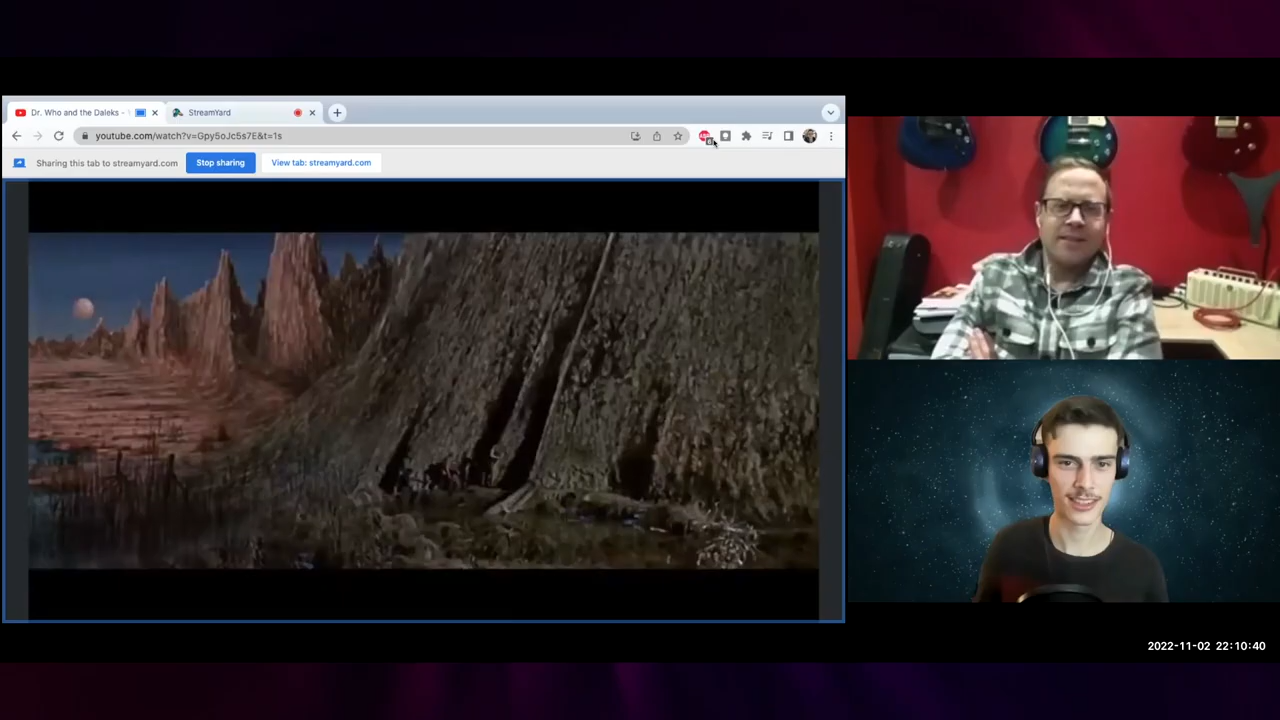 Dr. Who and the Daleks -
StreamYard
youtube.com/watch?v=Gpy5oJc5s7E&t=1s
Sharing this tab to streamyard.com
Stop sharing
View tab: streamyard.com
2022-11-02 22:10:40